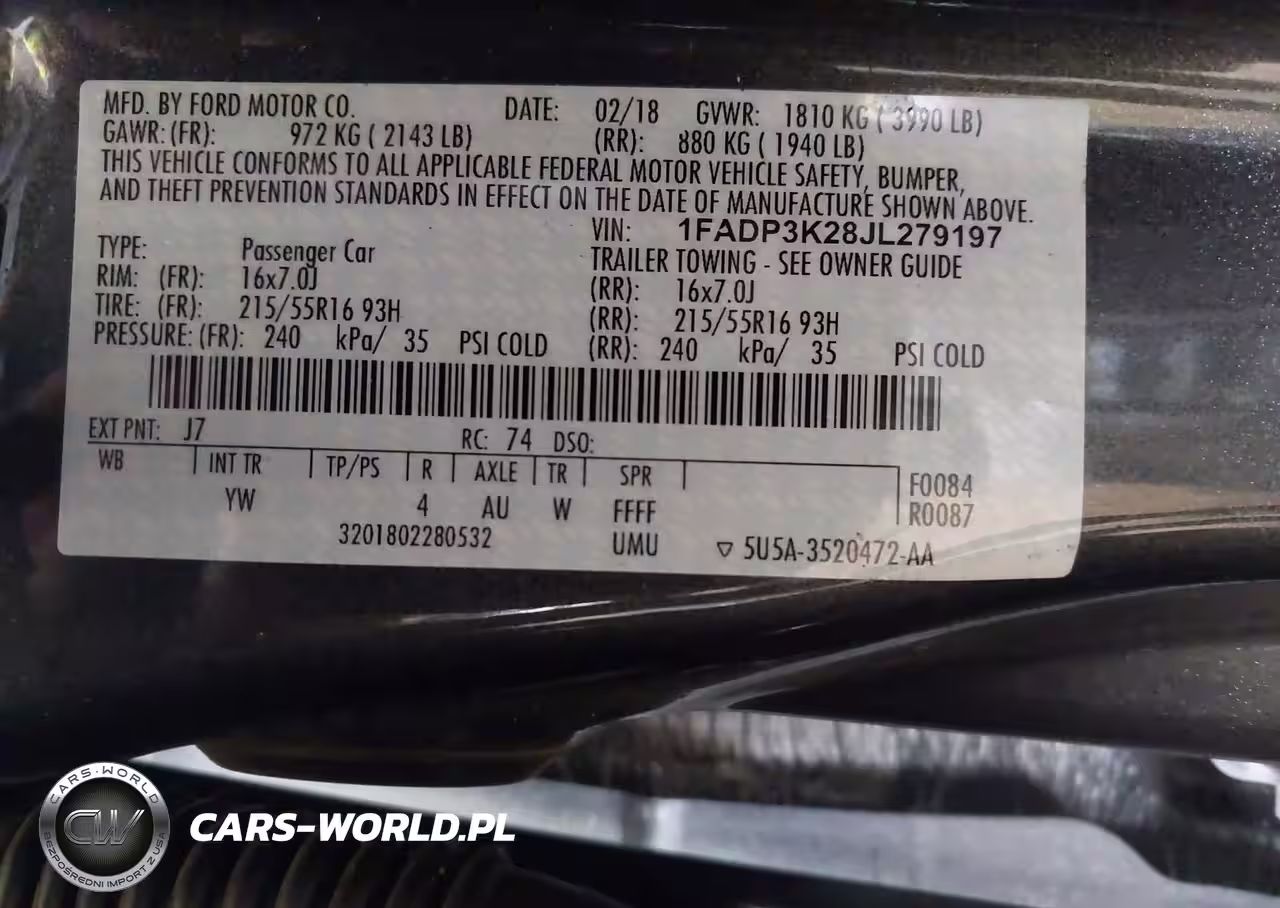 MFD. BY FORD MOTOR CO. DATE: 02/18 GVWR: 1810 KG ( 3990 LB)
GAWR: (FR): 972 KG ( 2143 LB) (RR): 880 KG ( 1940 LB)
THIS VEHICLE CONFORMS TO ALL APPLICABLE FEDERAL MOTOR VEHICLE SAFETY, BUMPER,
AND THEFT PREVENTION STANDARDS IN EFFECT ON THE DATE OF MANUFACTURE SHOWN ABOVE.
VIN: 1FADP3K28JL279197
TYPE: Passenger Car TRAILER TOWING - SEE OWNER GUIDE
RIM: (FR): 16x7.0J (RR): 16x7.0J
TIRE: (FR): 215/55R16 93H (RR): 215/55R16 93H
PRESSURE: (FR): 240 kPa/ 35 PSI COLD (RR): 240 kPa/ 35 PSI COLD
EXT PNT: J7 RC: 74 DSO:
WB INT TR TP/PS R AXLE TR SPR F0084
YW 4 AU W FFFF R0087
3201802280532 UMU ▽ 5U5A-3520472-AA
CARS-WORLD
CW
BEZPOŚREDNI IMPORT Z USA
CARS-WORLD.PL